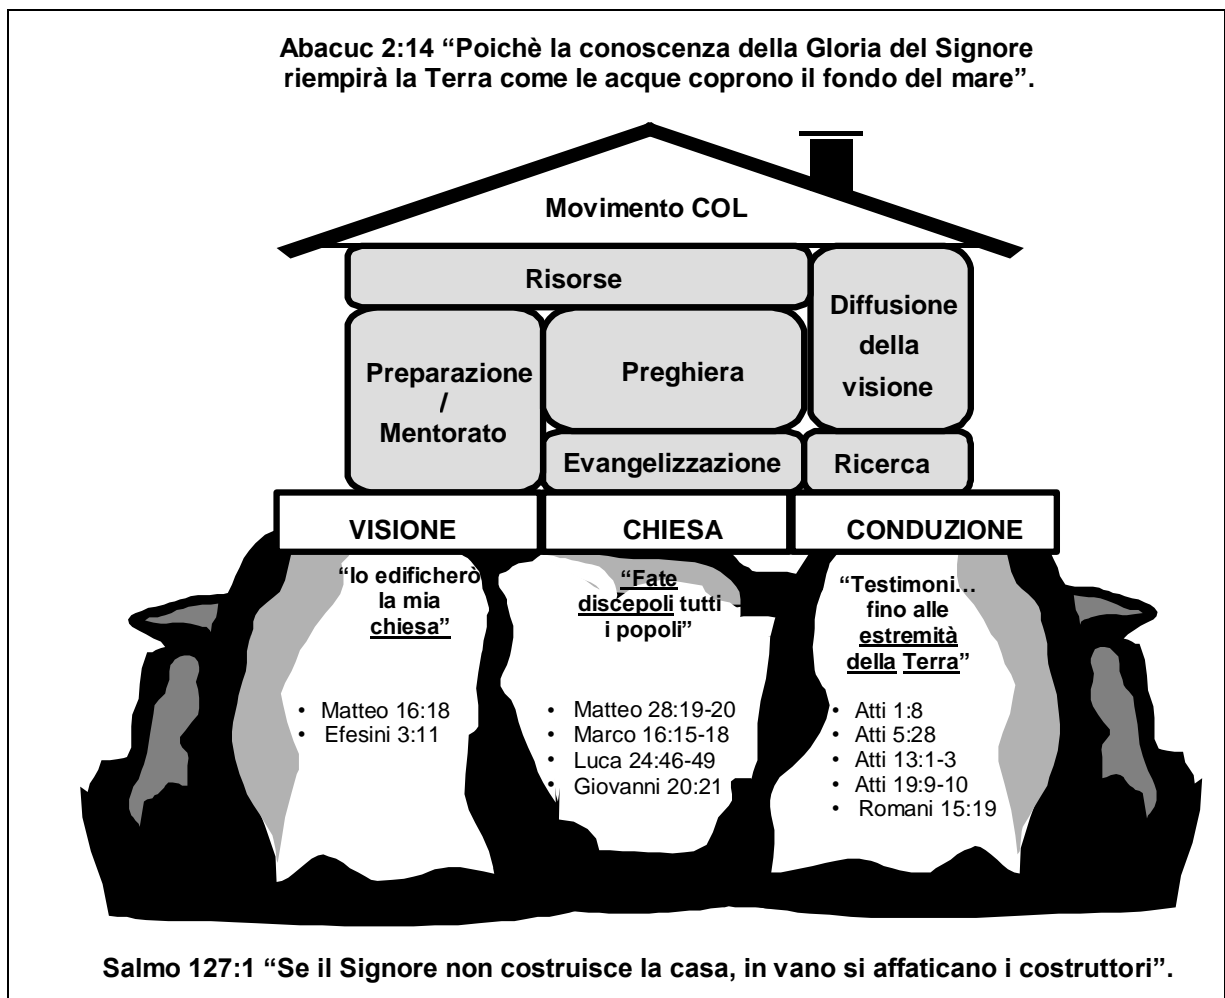 Abacuc 2:14 “Poichè la conoscenza della Gloria del Signore
riempirà la Terra come le acque coprono il fondo del mare”.
Movimento COL
Risorse
Diffusione
della
visione
Preparazione
/
Mentorato
Preghiera
Evangelizzazione
Ricerca
VISIONE
CHIESA
CONDUZIONE
“Io edificherò
la mia
chiesa”
• Matteo 16:18
• Efesini 3:11
“Fate
discepoli tutti
i popoli”
• Matteo 28:19-20
• Marco 16:15-18
• Luca 24:46-49
• Giovanni 20:21
“Testimoni…
fino alle
estremità
della Terra”
• Atti 1:8
• Atti 5:28
• Atti 13:1-3
• Atti 19:9-10
• Romani 15:19
Salmo 127:1 “Se il Signore non costruisce la casa, in vano si affaticano i costruttori”.